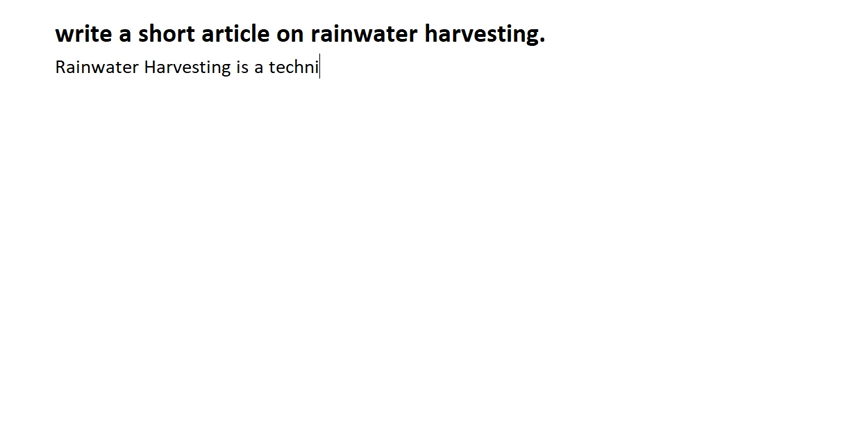 write a short article on rainwater harvesting.
Rainwater Harvesting is a techni